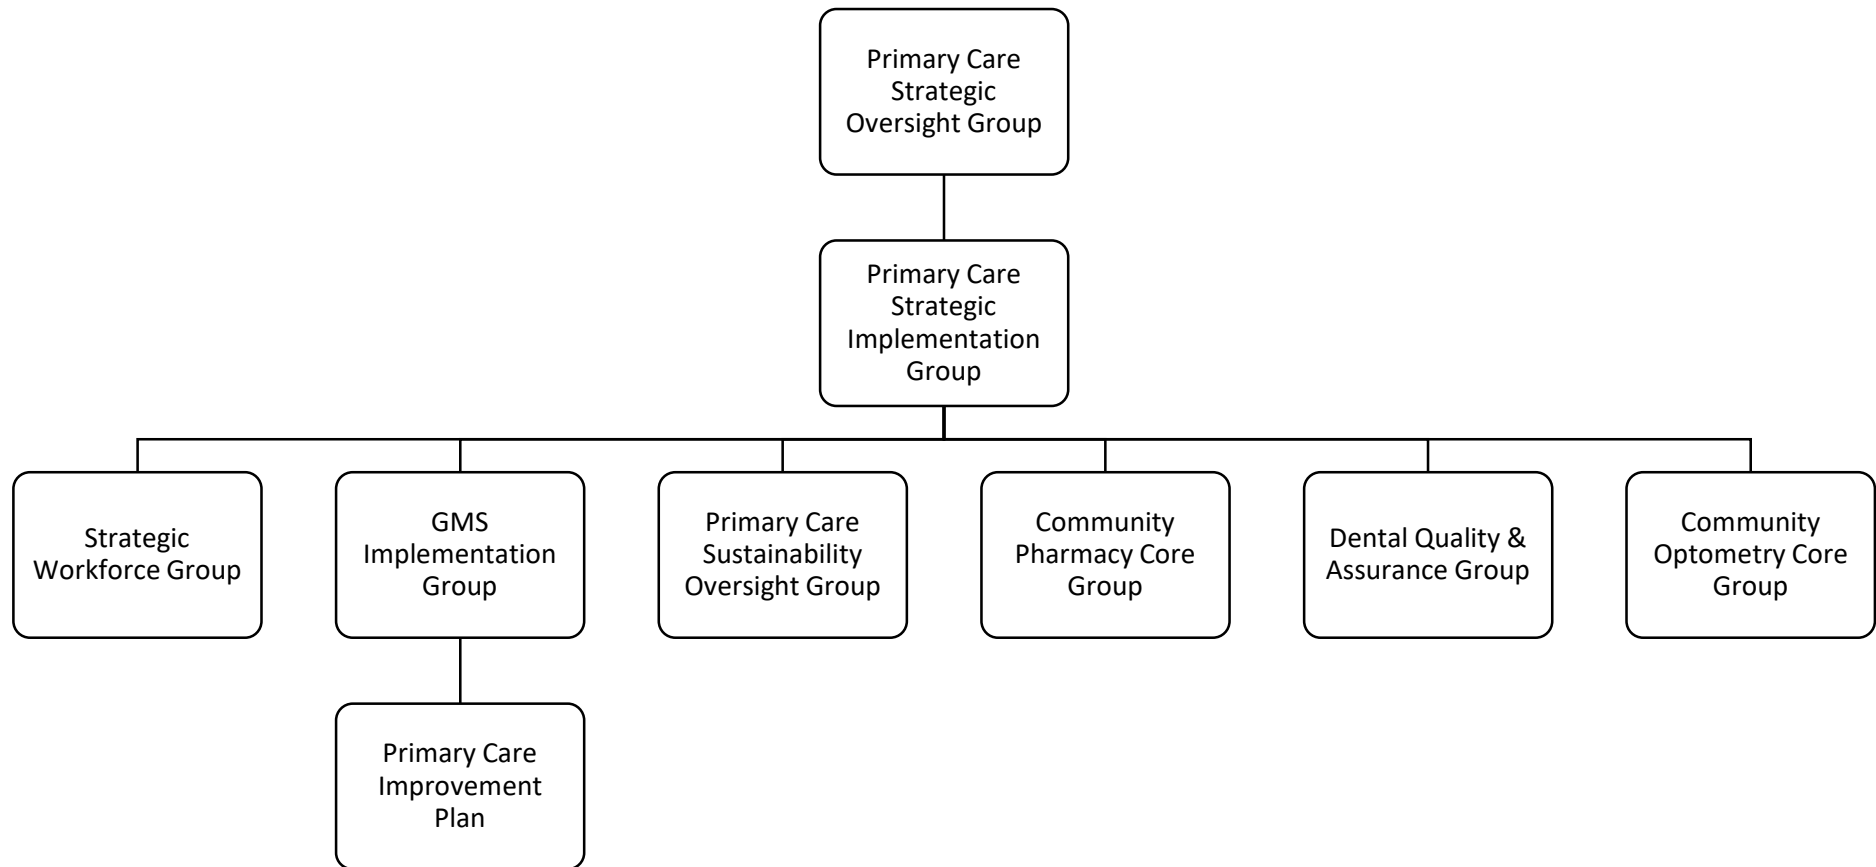 Primary Care
Strategic
Oversight Group
Primary Care
Strategic
Implementation
Group
Strategic
Workforce Group
GMS
Implementation
Group
Primary Care
Sustainability
Oversight Group
Community
Pharmacy Core
Group
Dental Quality &
Assurance Group
Community
Optometry Core
Group
Primary Care
Improvement
Plan